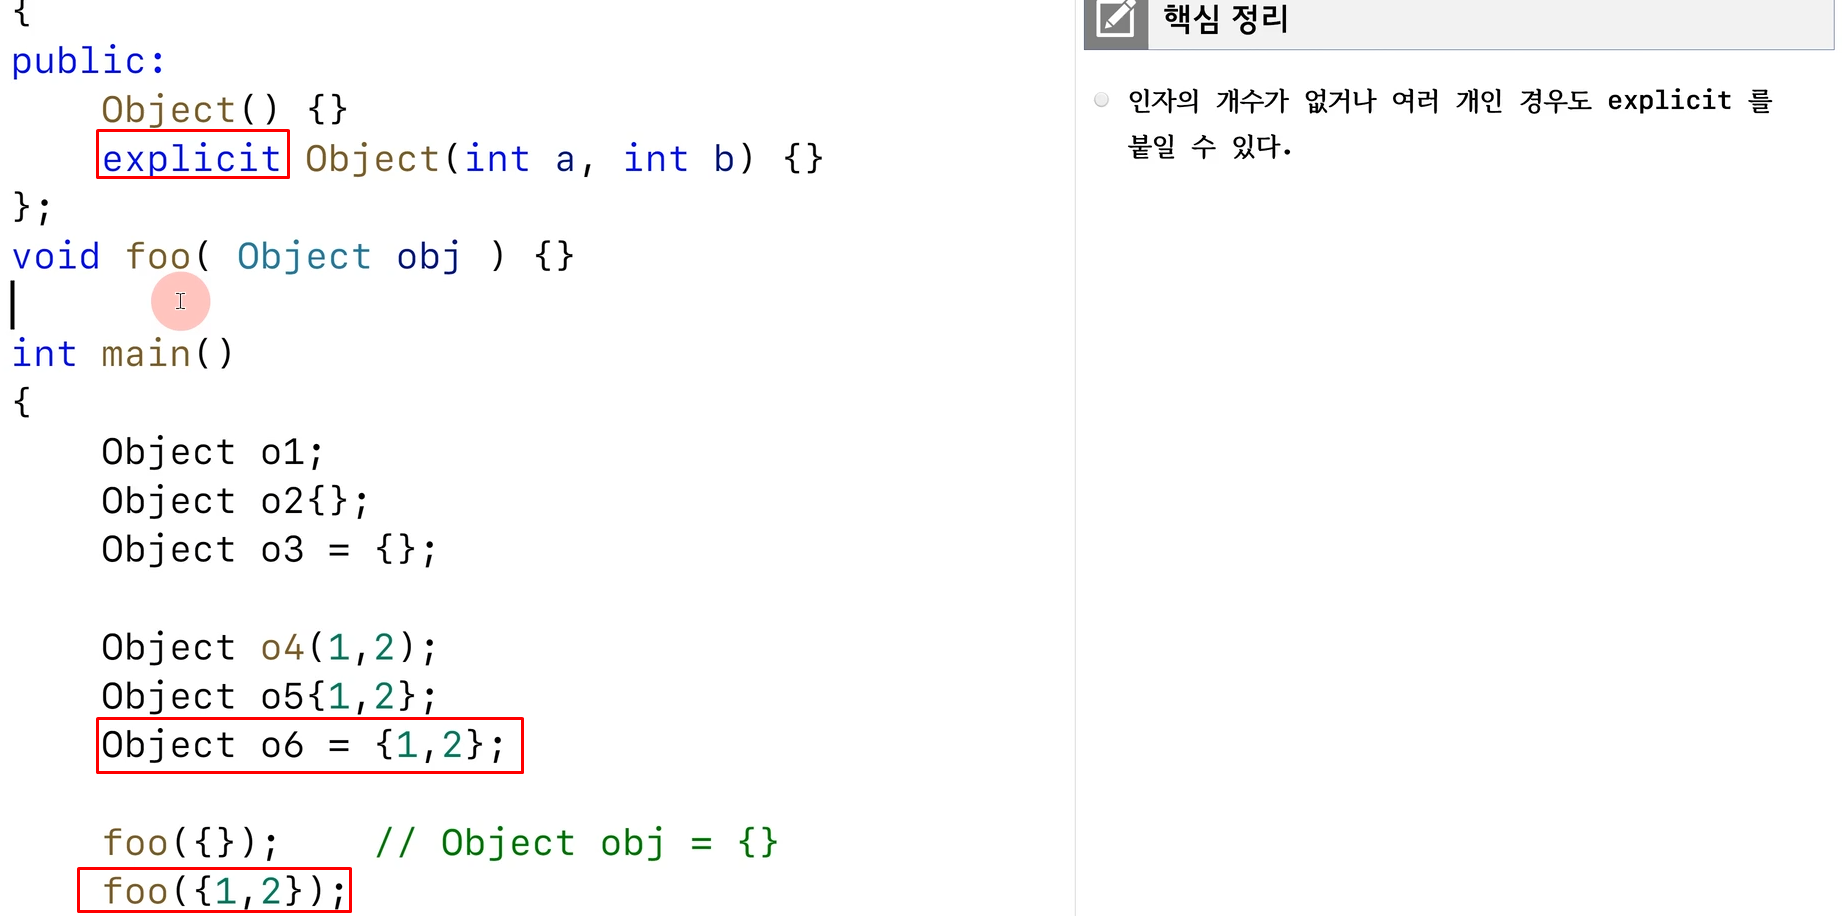 {
public:
Object() {}
explicit Object(int a, int b) {}
};
void foo( Object obj ) {}
int main()
{
Object o1;
Object o2{};
Object o3 = {};
Object o4(1,2);
Object o5{1,2};
Object o6 = {1,2};
foo({}); // Object obj = {}
foo({1,2});
핵심 정리
인자의 개수가 없거나 여러 개인 경우도 explicit 를
붙일 수 있다.